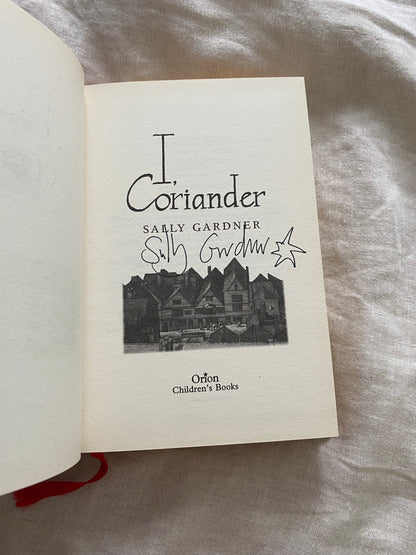 I,
Coriander
SALLY GARDNER
Sally Gardner
Orion
Children's Books